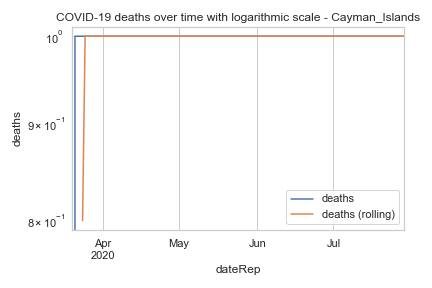 COVID-19 deaths over time with logarithmic scale - Cayman_Islands
10⁰
9 × 10⁻¹
8 × 10⁻¹
deaths
deaths
deaths (rolling)
Apr
2020
May
Jun
Jul
dateRep